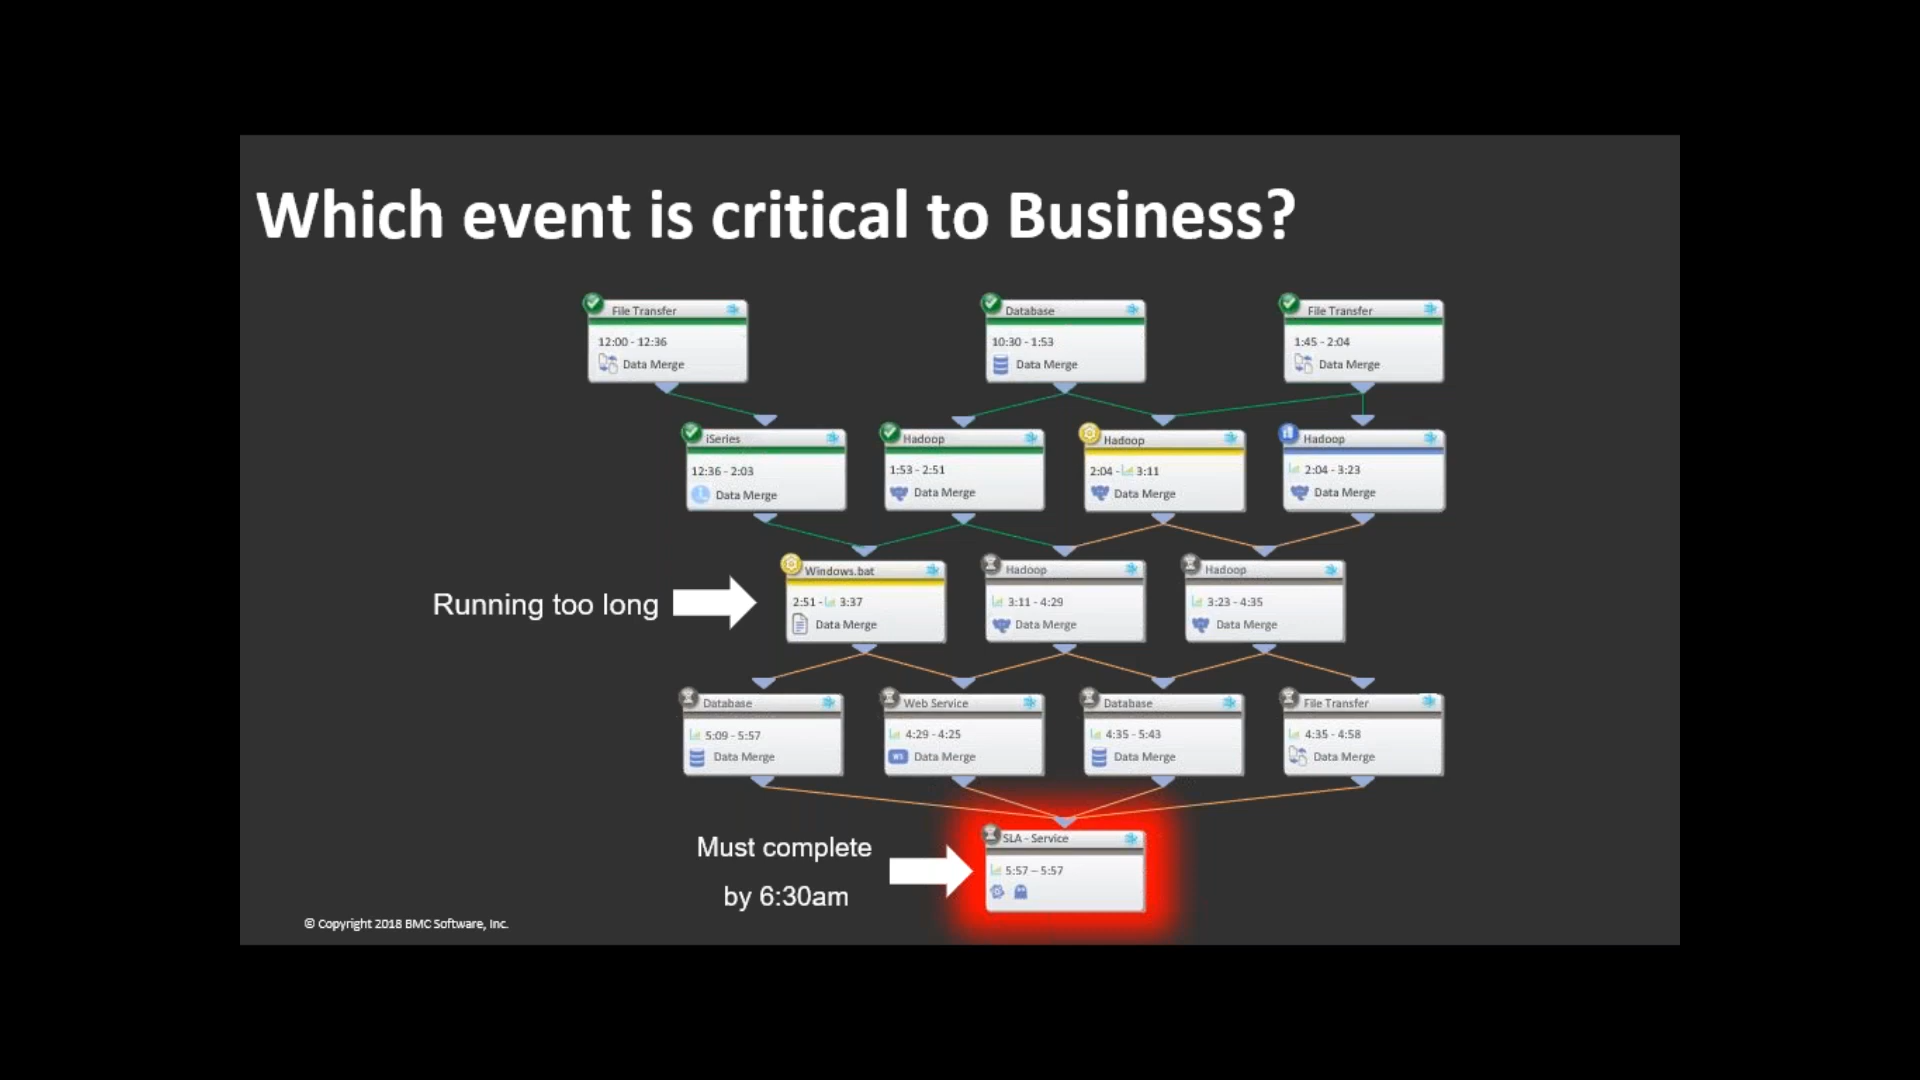 Which event is critical to Business?
File Transfer
12:00 - 12:36
Data Merge
Database
10:30 - 1:53
Data Merge
File Transfer
1:45 - 2:04
Data Merge
iSeries
12:36 - 2:03
Data Merge
Hadoop
1:53 - 2:51
Data Merge
Hadoop
2:04 - 3:11
Data Merge
Hadoop
2:04 - 3:23
Data Merge
Running too long
Windows.bat
2:51 - 3:37
Data Merge
Hadoop
3:11 - 4:29
Data Merge
Hadoop
3:23 - 4:35
Data Merge
Database
5:09 - 5:57
Data Merge
Web Service
4:29 - 4:25
WS Data Merge
Database
4:35 - 5:43
Data Merge
File Transfer
4:35 - 4:58
Data Merge
Must complete
by 6:30am
SLA - Service
5:57 – 5:57
© Copyright 2018 BMC Software, Inc.